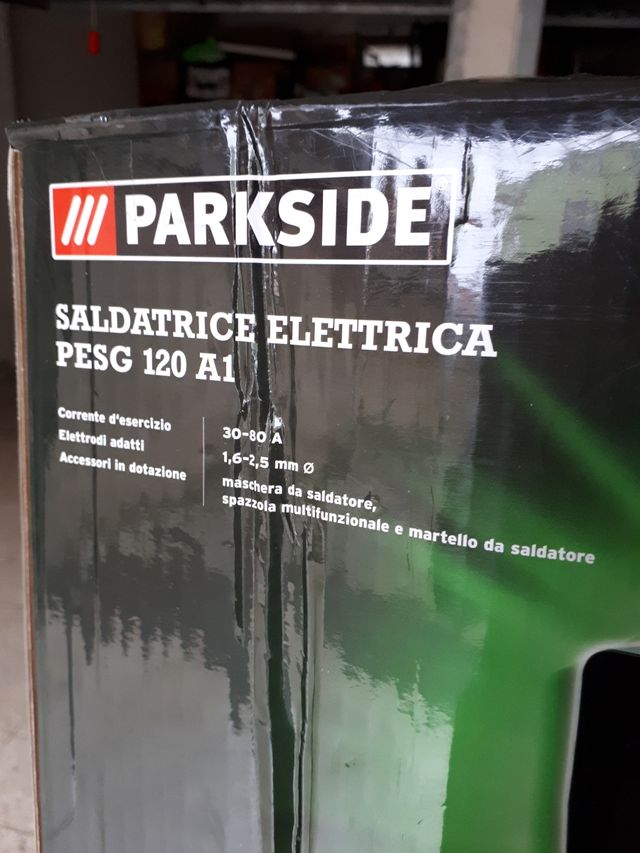 PARKSIDE
SALDATRICE ELETTRICA
PESG 120 A1
Corrente d'esercizio 30-80 A
Elettrodi adatti 1,6-2,5 mm Ø
Accessori in dotazione maschera da saldatore,
spazzola multifunzionale e martello da saldatore